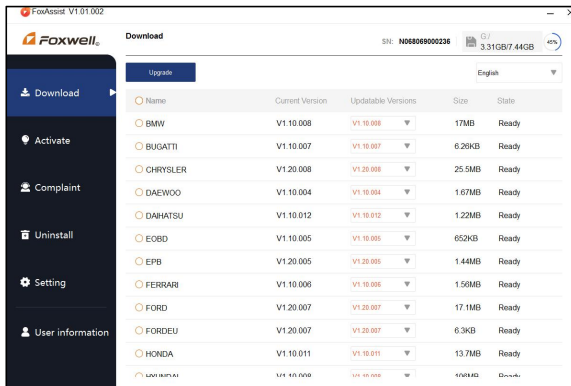 FoxAssist V1.01.002
FOXWELL®
Download
SN: N068069000236
G:/
3.31GB/7.44GB
45%
Upgrade
English
Download
Activate
Complaint
Uninstall
Setting
User information
Name Current Version Updatable Versions Size State
BMW V1.10.008 V1.10.008 17MB Ready
BUGATTI V1.10.007 V1.10.007 6.26KB Ready
CHRYSLER V1.20.008 V1.20.008 25.5MB Ready
DAEWOO V1.10.004 V1.10.004 1.67MB Ready
DAIHATSU V1.10.012 V1.10.012 1.22MB Ready
EOBD V1.10.005 V1.10.005 652KB Ready
EPB V1.20.005 V1.20.005 1.44MB Ready
FERRARI V1.10.006 V1.10.006 1.56MB Ready
FORD V1.20.007 V1.20.007 17.1MB Ready
FORDEU V1.20.007 V1.20.007 6.3KB Ready
HONDA V1.10.011 V1.10.011 13.7MB Ready
HYUNDAI V1.10.009 106MB Ready